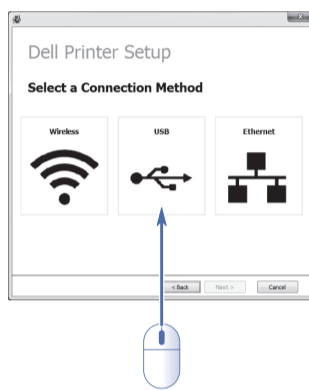 Dell Printer Setup
Select a Connection Method
Wireless USB Ethernet
< Back Next > Cancel